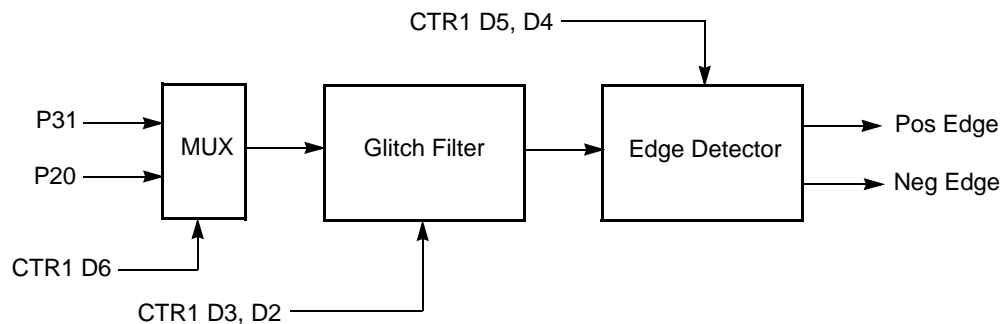 CTR1 D5, D4
P31
MUX
Glitch Filter
Edge Detector
Pos Edge
P20
Neg Edge
CTR1 D6
CTR1 D3, D2